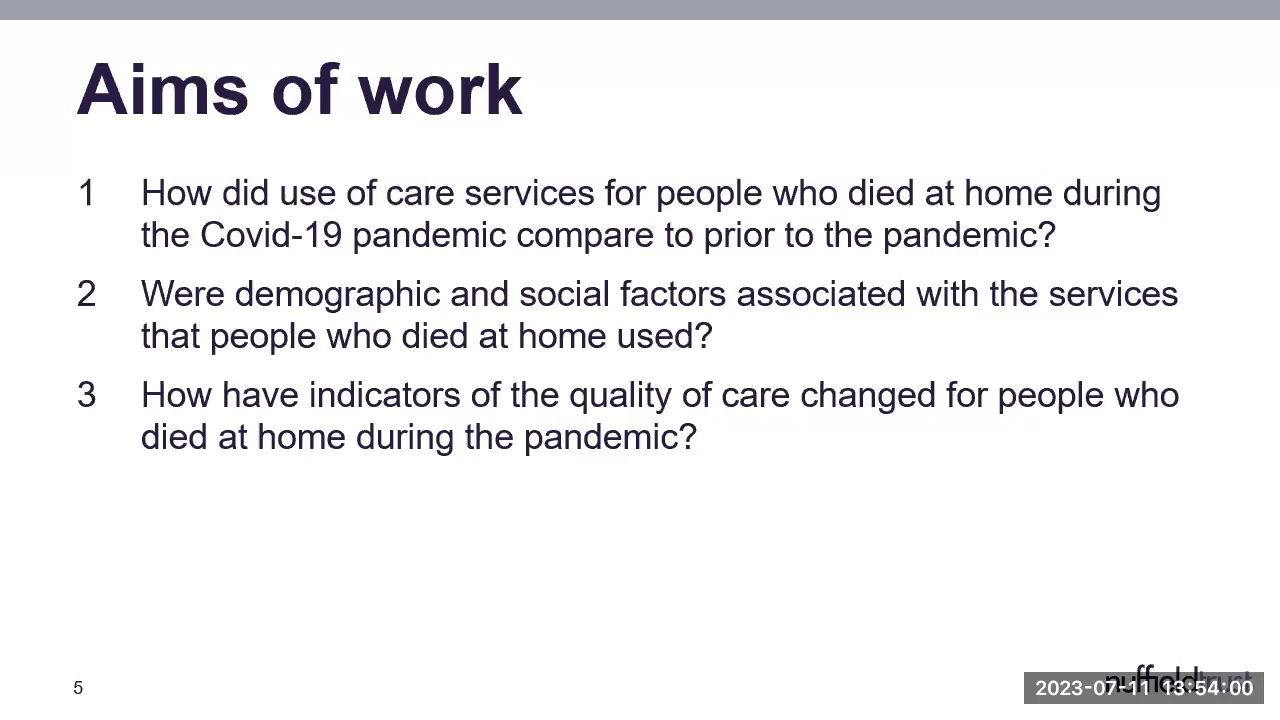 Aims of work
1 How did use of care services for people who died at home during
the Covid-19 pandemic compare to prior to the pandemic?
2 Were demographic and social factors associated with the services
that people who died at home used?
3 How have indicators of the quality of care changed for people who
died at home during the pandemic?
5
nuffieldtrust
2023-07-11 13:54:00